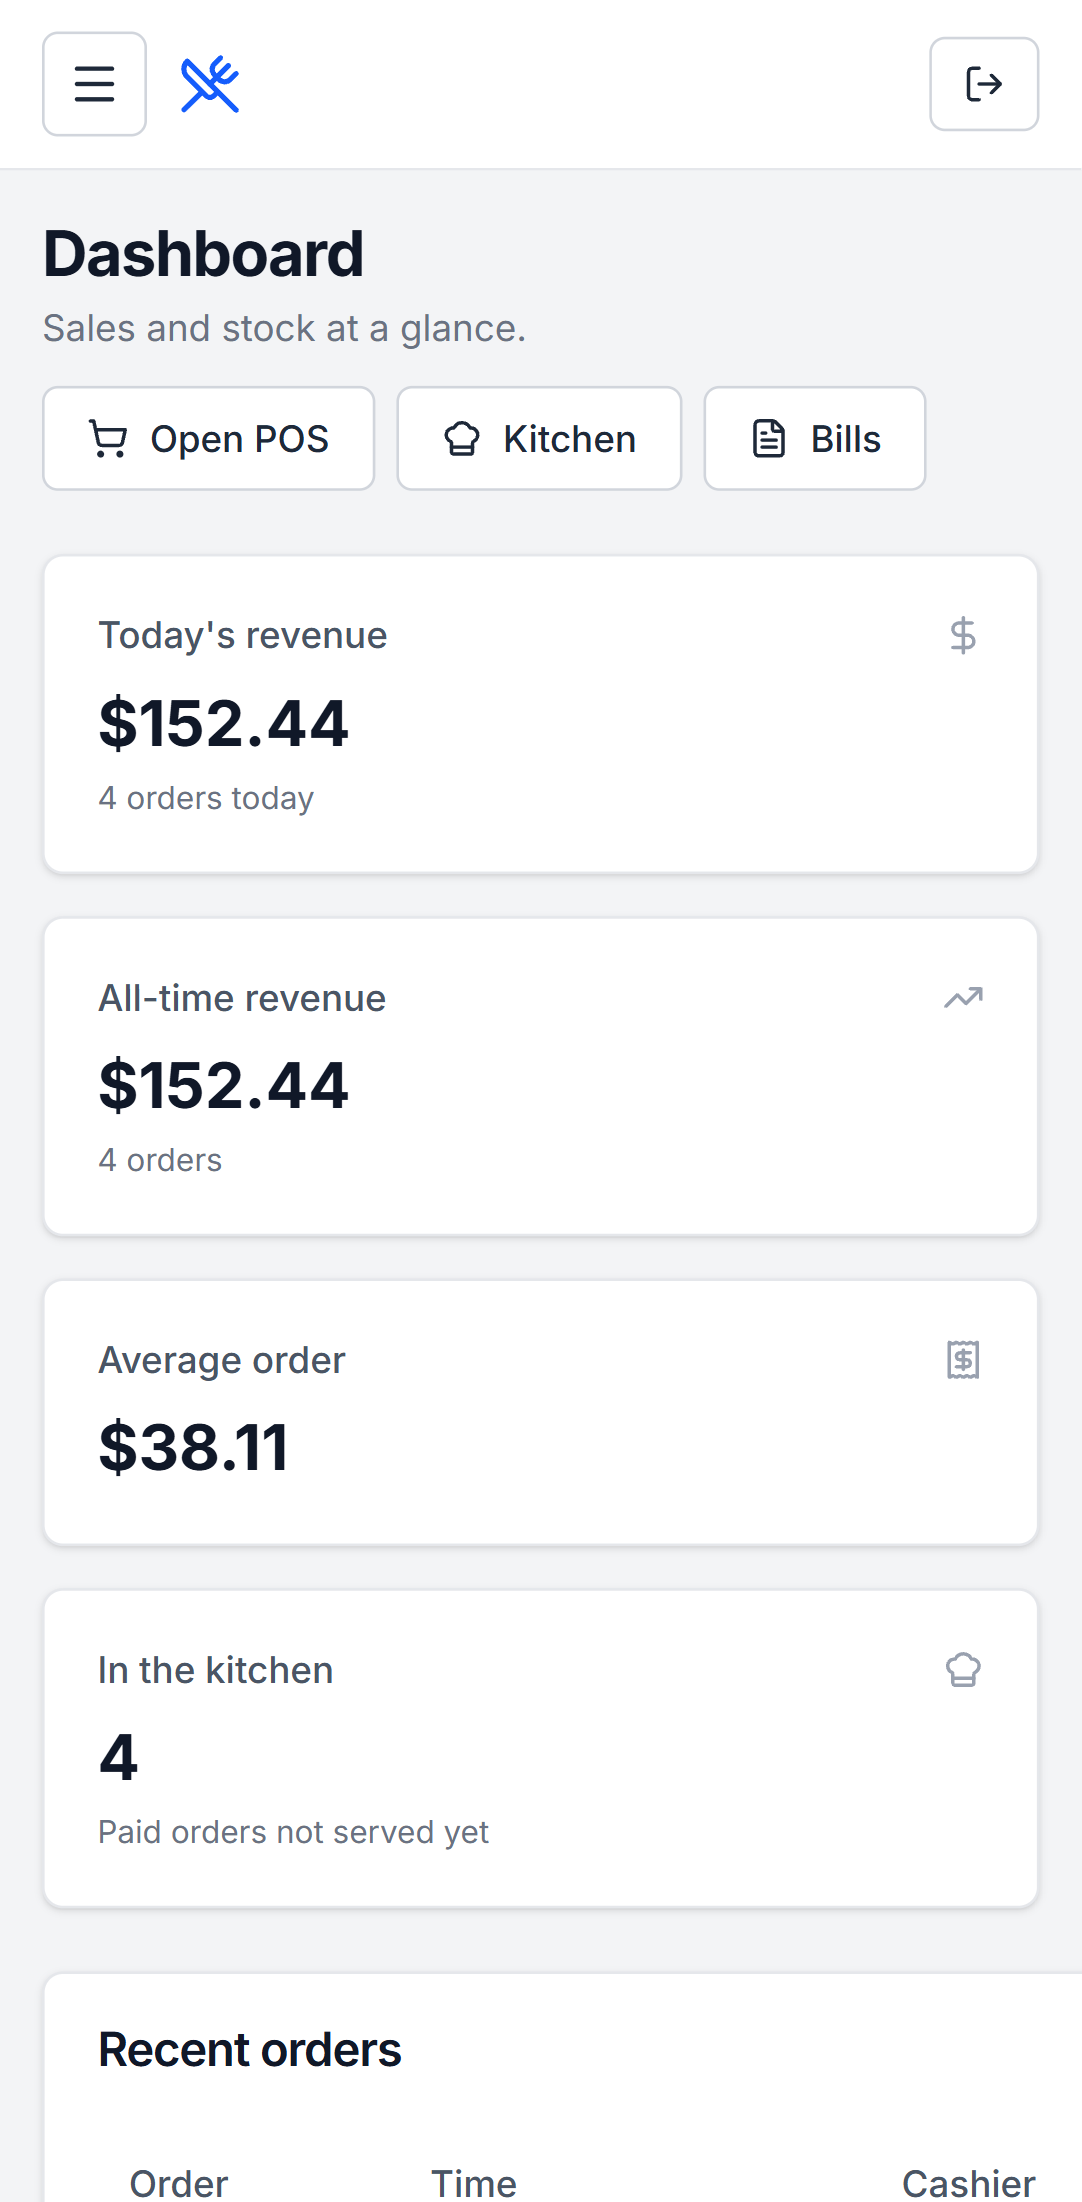 Dashboard
Sales and stock at a glance.
Open POS
Kitchen
Bills
Today's revenue
$152.44
4 orders today
All-time revenue
$152.44
4 orders
Average order
$38.11
In the kitchen
4
Paid orders not served yet
Recent orders
Order Time Cashier